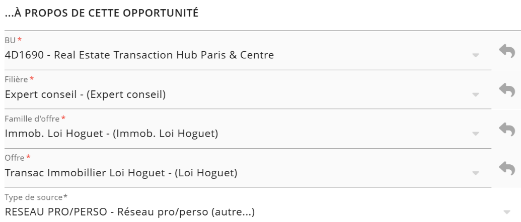 ...À PROPOS DE CETTE OPPORTUNITÉ
BU *
4D1690 - Real Estate Transaction Hub Paris & Centre
Filière *
Expert conseil - (Expert conseil)
Famille d'offre *
Immob. Loi Hoguet - (Immob. Loi Hoguet)
Offre *
Transac Immobillier Loi Hoguet - (Loi Hoguet)
Type de source*
RESEAU PRO/PERSO - Réseau pro/perso (autre...)